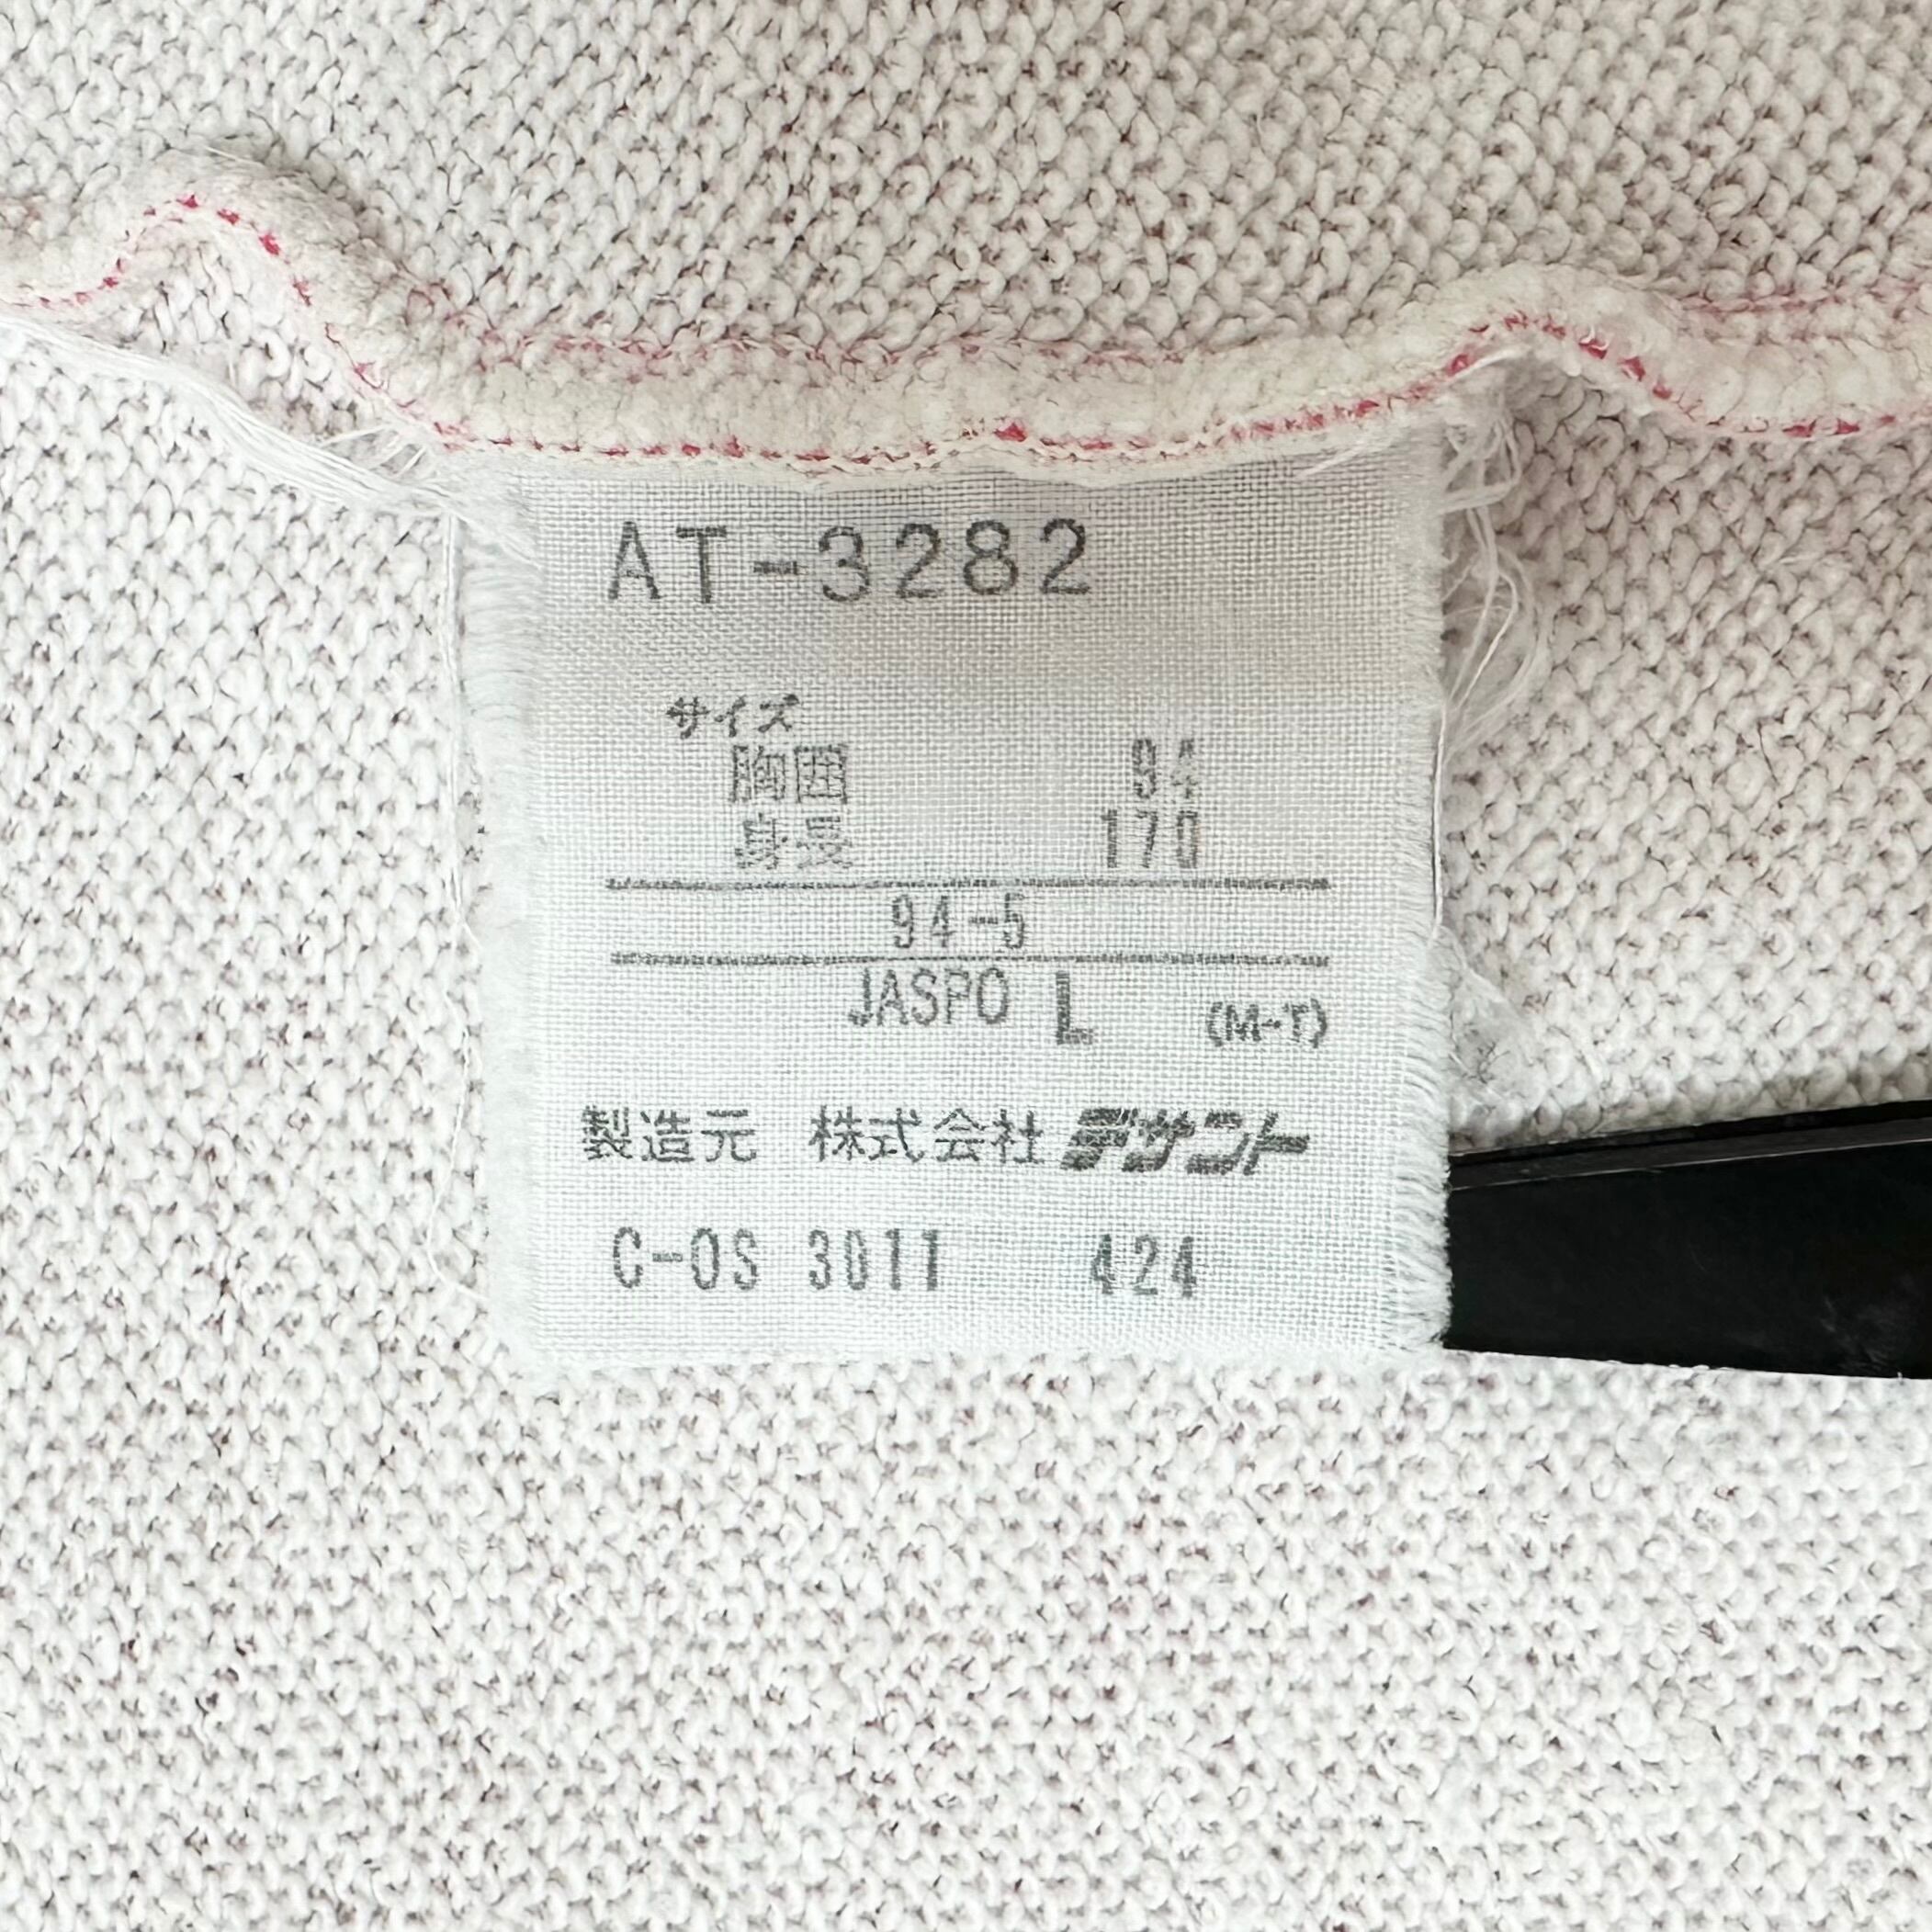 AT-3282
サイズ
胸囲 94
身長 170
94-5
JASPO L (M-T)
製造元 株式会社デサント
C-OS 3011 424